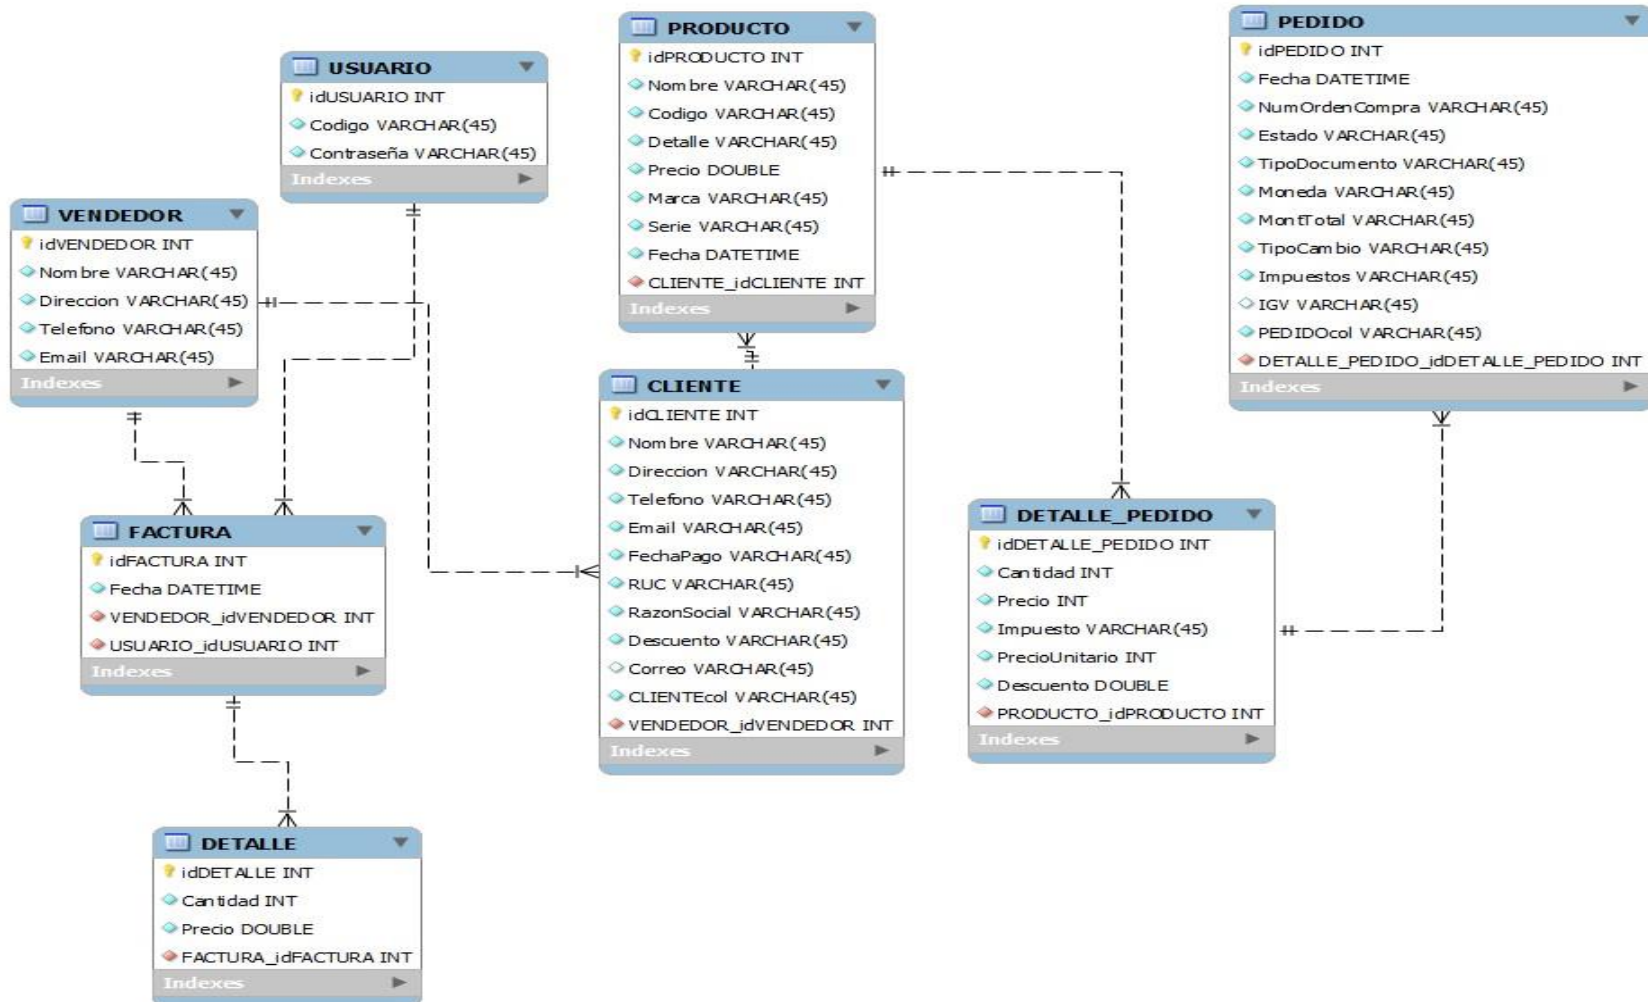 USUARIO
idUSUARIO INT
Codigo VARCHAR(45)
Contraseña VARCHAR(45)
Indexes
VENDEDOR
idVENDEDOR INT
Nombre VARCHAR(45)
Direccion VARCHAR(45)
Telefono VARCHAR(45)
Email VARCHAR(45)
Indexes
FACTURA
idFACTURA INT
Fecha DATETIME
VENDEDOR_idVENDEDOR INT
USUARIO_idUSUARIO INT
Indexes
DETALLE
idDETALLE INT
Cantidad INT
Precio DOUBLE
FACTURA_idFACTURA INT
Indexes
PRODUCTO
idPRODUCTO INT
Nombre VARCHAR(45)
Codigo VARCHAR(45)
Detalle VARCHAR(45)
Precio DOUBLE
Marca VARCHAR(45)
Serie VARCHAR(45)
Fecha DATETIME
CLIENTE_idCLIENTE INT
Indexes
CLIENTE
idCLIENTE INT
Nombre VARCHAR(45)
Direccion VARCHAR(45)
Telefono VARCHAR(45)
Email VARCHAR(45)
FechaPago VARCHAR(45)
RUC VARCHAR(45)
RazonSocial VARCHAR(45)
Descuento VARCHAR(45)
Correo VARCHAR(45)
CLIENTEcol VARCHAR(45)
VENDEDOR_idVENDEDOR INT
Indexes
PEDIDO
idPEDIDO INT
Fecha DATETIME
NumOrdenCompra VARCHAR(45)
Estado VARCHAR(45)
TipoDocumento VARCHAR(45)
Moneda VARCHAR(45)
MontTotal VARCHAR(45)
TipoCambio VARCHAR(45)
Impuestos VARCHAR(45)
IGV VARCHAR(45)
PEDIDOcol VARCHAR(45)
DETALLE_PEDIDO_idDETALLE_PEDIDO INT
Indexes
DETALLE_PEDIDO
idDETALLE_PEDIDO INT
Cantidad INT
Precio INT
Impuesto VARCHAR(45)
PrecioUnitario INT
Descuento DOUBLE
PRODUCTO_idPRODUCTO INT
Indexes